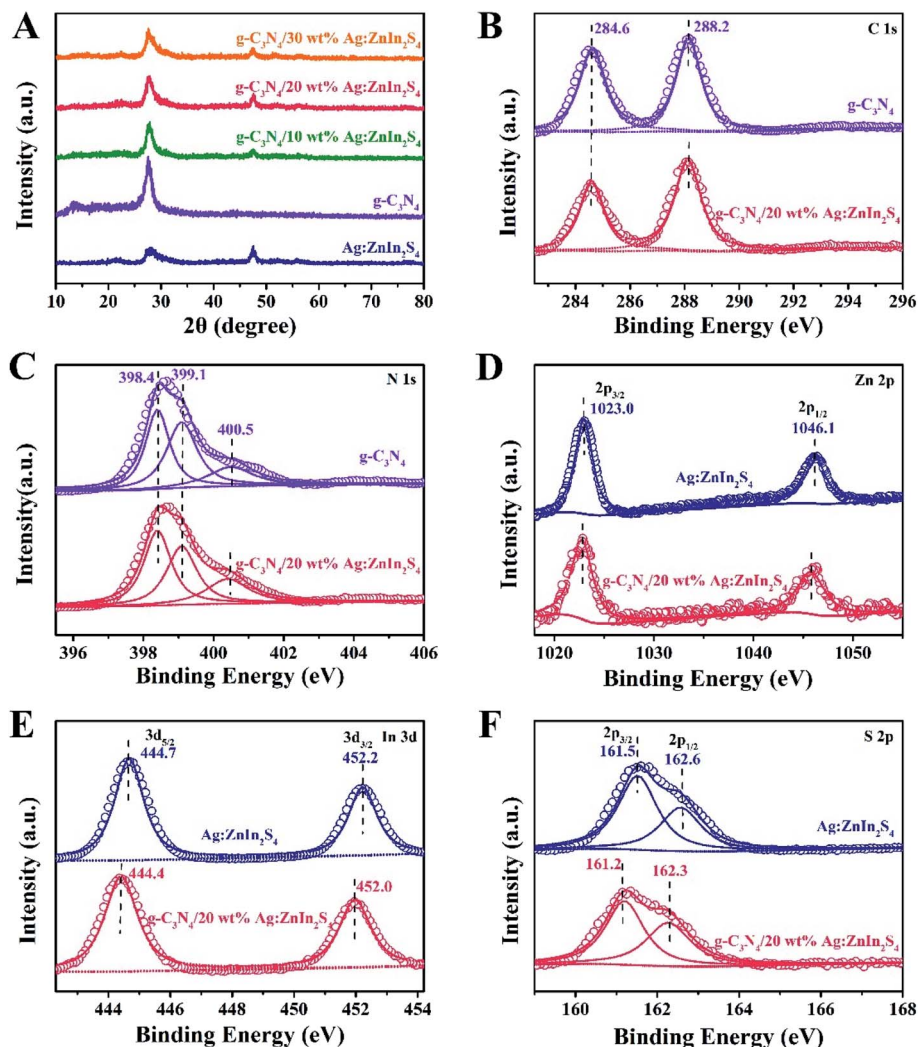 A
g-C₃N₄/30 wt% Ag:ZnIn₂S₄
g-C₃N₄/20 wt% Ag:ZnIn₂S₄
g-C₃N₄/10 wt% Ag:ZnIn₂S₄
g-C₃N₄
Ag:ZnIn₂S₄
Intensity (a.u.)
10 20 30 40 50 60 70 80
2θ (degree)
B
C 1s
284.6
288.2
g-C₃N₄
g-C₃N₄/20 wt% Ag:ZnIn₂S₄
Intensity (a.u.)
284 286 288 290 292 294 296
Binding Energy (eV)
C
N 1s
398.4
399.1
400.5
g-C₃N₄
g-C₃N₄/20 wt% Ag:ZnIn₂S₄
Intensity(a.u.)
396 398 400 402 404 406
Binding Energy (eV)
D
Zn 2p
2p₃/₂
1023.0
2p₁/₂
1046.1
Ag:ZnIn₂S₄
g-C₃N₄/20 wt% Ag:ZnIn₂S₄
Intensity (a.u.)
1020 1030 1040 1050
Binding Energy (eV)
E
In 3d
3d₅/₂
444.7
3d₃/₂
452.2
Ag:ZnIn₂S₄
444.4
452.0
g-C₃N₄/20 wt% Ag:ZnIn₂S₄
Intensity (a.u.)
444 446 448 450 452 454
Binding Energy (eV)
F
S 2p
2p₃/₂
161.5
2p₁/₂
162.6
Ag:ZnIn₂S₄
161.2
162.3
g-C₃N₄/20 wt% Ag:ZnIn₂S₄
Intensity (a.u.)
160 162 164 166 168
Binding Energy (eV)